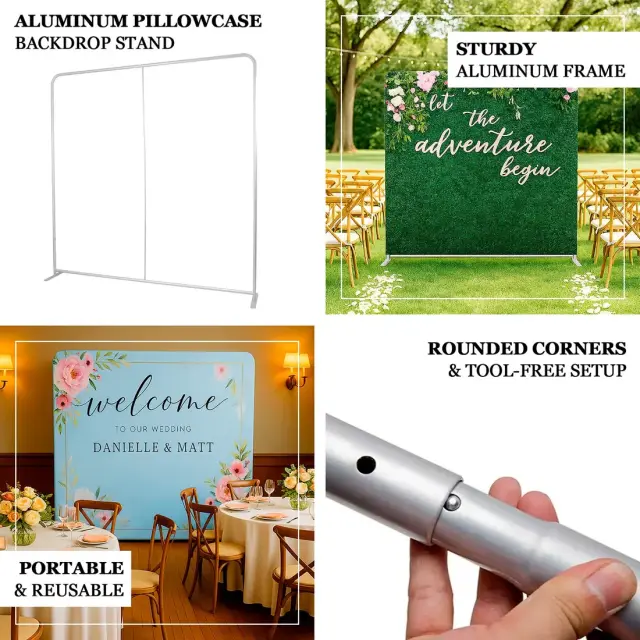 ALUMINUM PILLOWCASE
BACKDROP STAND
STURDY
ALUMINUM FRAME
let
the
adventure
begin
welcome
TO OUR WEDDING
DANIELLE & MATT
PORTABLE
& REUSABLE
ROUNDED CORNERS
& TOOL-FREE SETUP